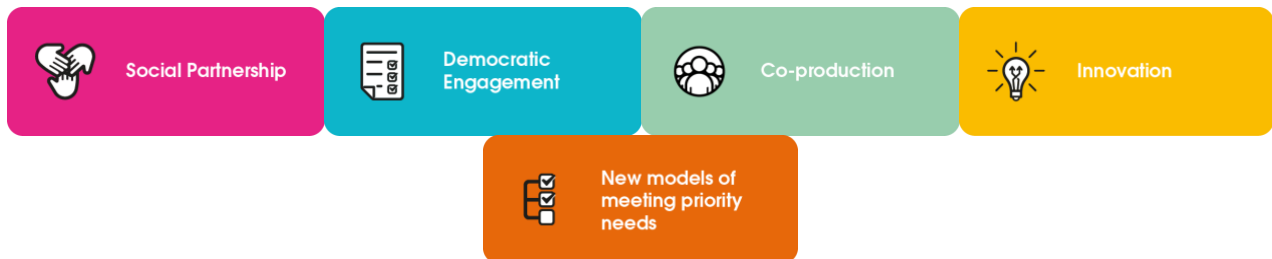 Social Partnership
Democratic
Engagement
Co-production
Innovation
New models of
meeting priority
needs